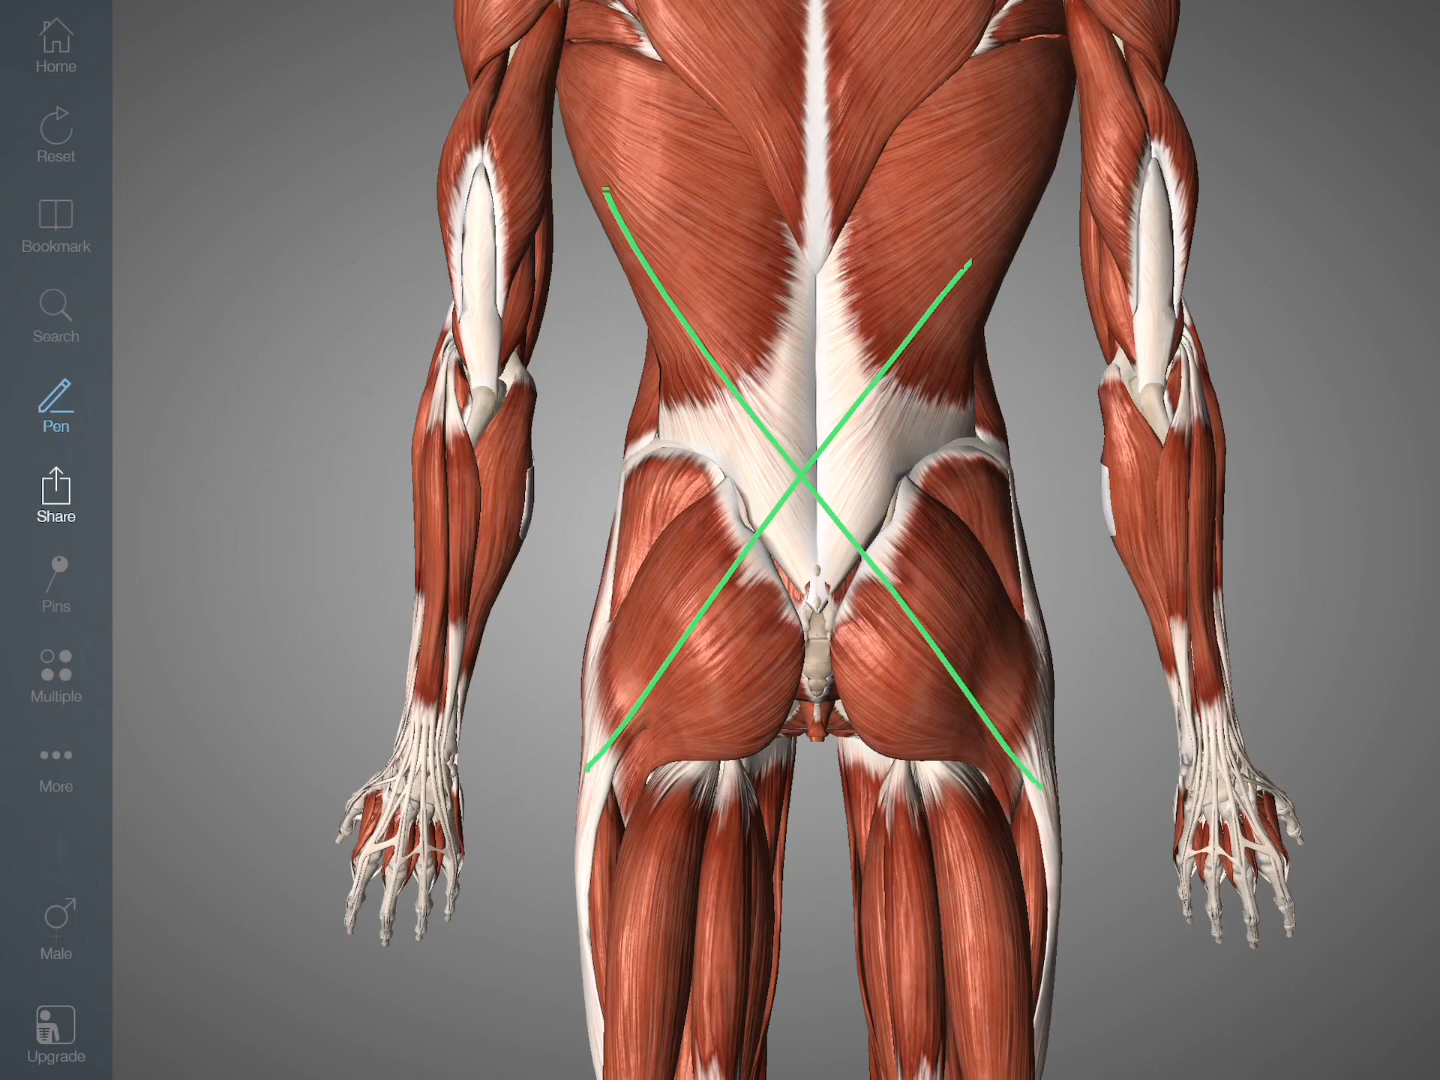 Home
Reset
Bookmark
Search
Pen
Share
Pins
Multiple
More
Male
Upgrade